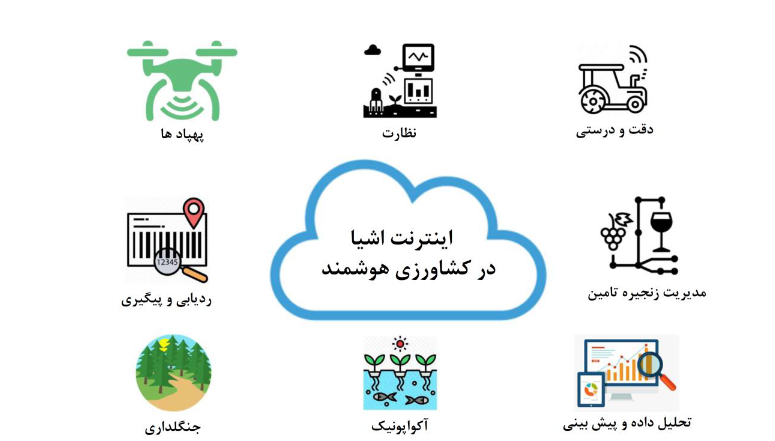 دقت و درستی
نظارت
پهپاد ها
اینترنت اشیا
در کشاورزی هوشمند
مدیریت زنجیره تامین
12345
ردیابی و پیگیری
تحلیل داده و پیش بینی
آکواپونیک
جنگلداری